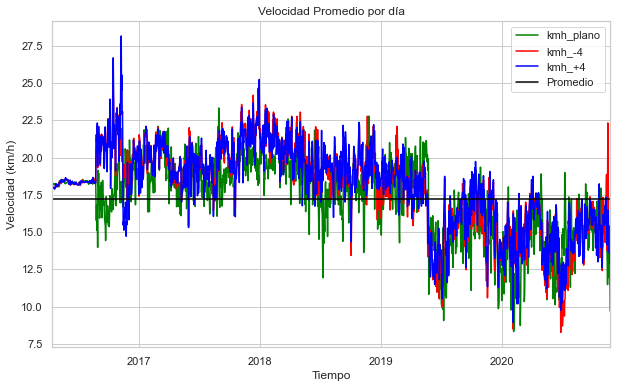 Velocidad Promedio por día
kmh_plano
kmh_-4
kmh_+4
Promedio
Velocidad (km/h)
27.5
25.0
22.5
20.0
17.5
15.0
12.5
10.0
7.5
2017
2018
2019
2020
Tiempo